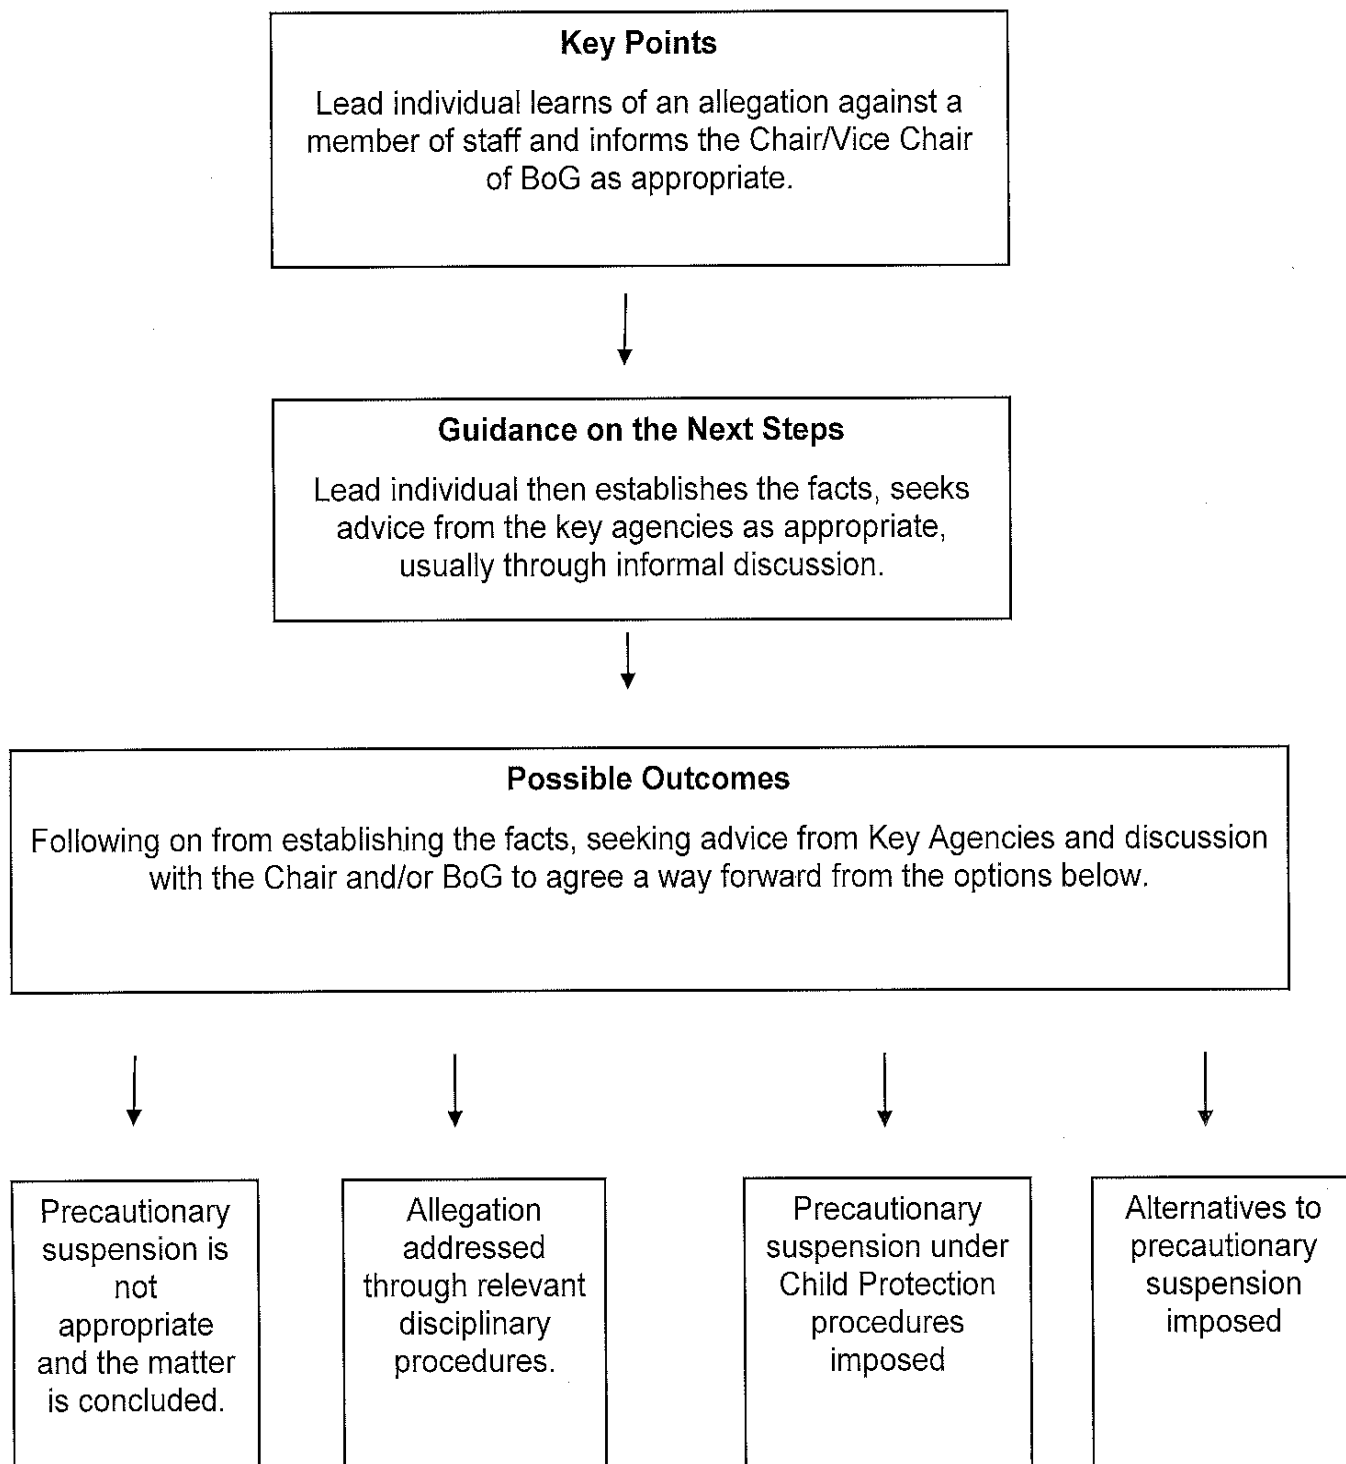 Key Points
Lead individual learns of an allegation against a
member of staff and informs the Chair/Vice Chair
of BoG as appropriate.
Guidance on the Next Steps
Lead individual then establishes the facts, seeks
advice from the key agencies as appropriate,
usually through informal discussion.
Possible Outcomes
Following on from establishing the facts, seeking advice from Key Agencies and discussion
with the Chair and/or BoG to agree a way forward from the options below.
Precautionary
suspension is
not
appropriate
and the matter
is concluded.
Allegation
addressed
through relevant
disciplinary
procedures.
Precautionary
suspension under
Child Protection
procedures
imposed
Alternatives to
precautionary
suspension
imposed